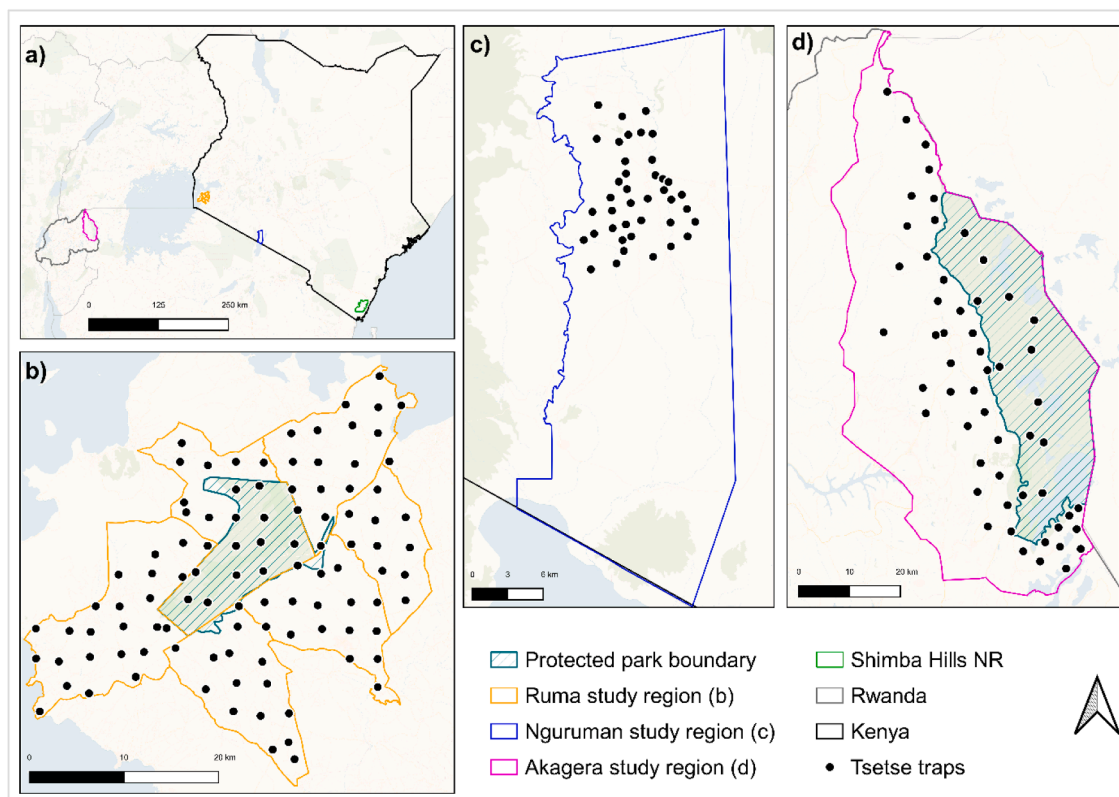 a)
0
125
250 km
b)
0
10
20 km
c)
0
3
6 km
d)
0
10
20 km
Protected park boundary
Ruma study region (b)
Nguruman study region (c)
Akagera study region (d)
Shimba Hills NR
Rwanda
Kenya
Tsetse traps